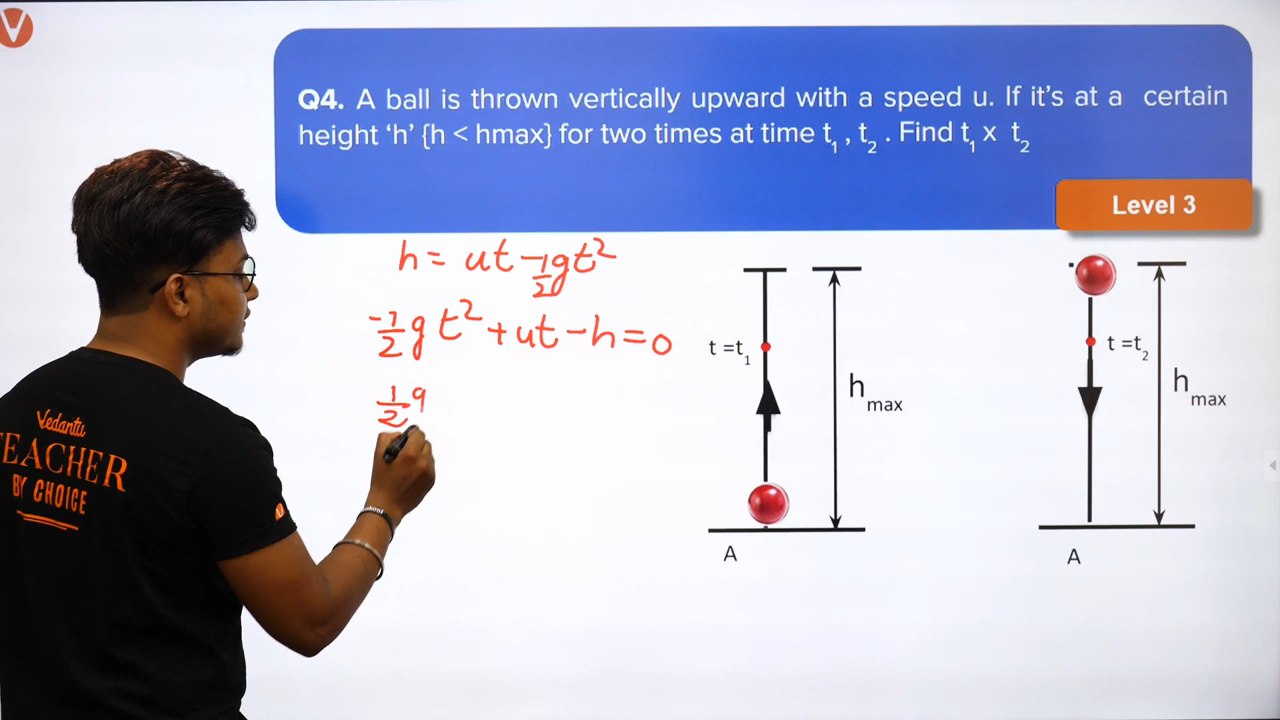 Q4. A ball is thrown vertically upward with a speed u. If it's at a certain
height ‘h’ {h < hmax} for two times at time t₁ , t₂ . Find t₁ x t₂
Level 3
h = ut - 1/2 gt²
-1/2 g t² + ut - h = 0
1/2 g
t =t₁
h max
A
t =t₂
h max
A
Vedantu
TEACHER
BY CHOICE